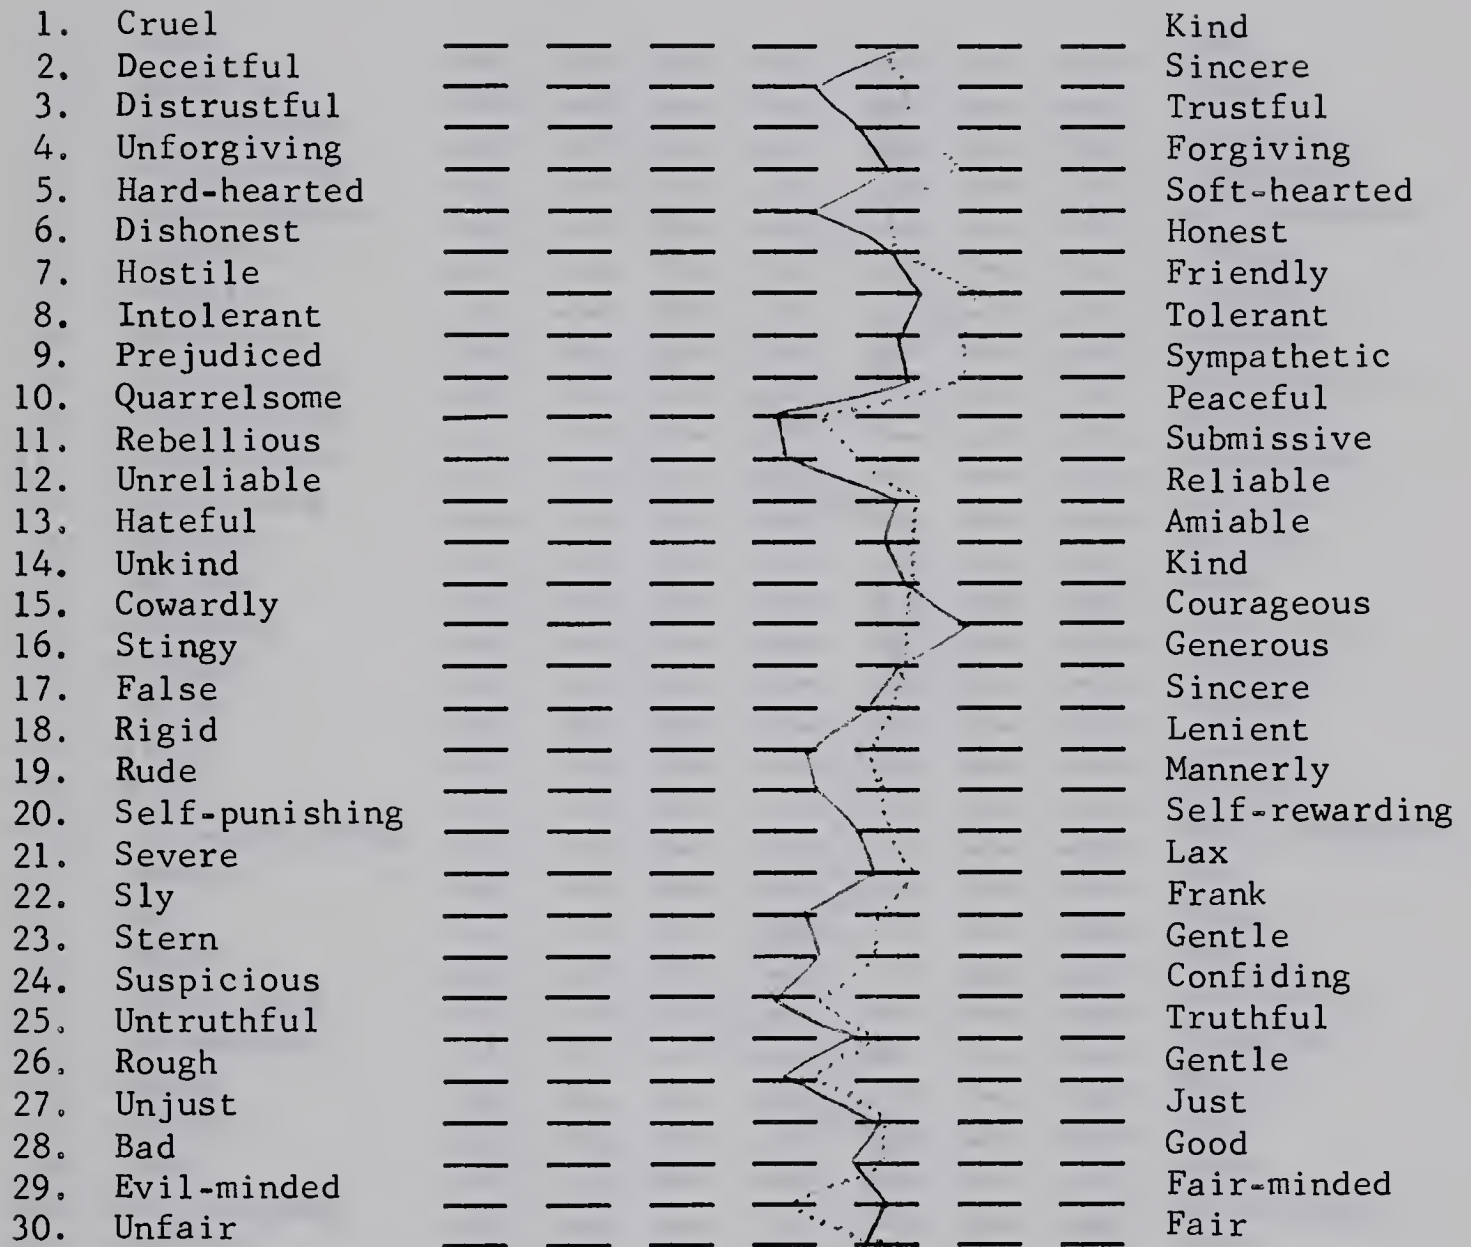 1. Cruel Kind
2. Deceitful Sincere
3. Distrustful Trustful
4. Unforgiving Forgiving
5. Hard-hearted Soft-hearted
6. Dishonest Honest
7. Hostile Friendly
8. Intolerant Tolerant
9. Prejudiced Sympathetic
10. Quarrelsome Peaceful
11. Rebellious Submissive
12. Unreliable Reliable
13. Hateful Amiable
14. Unkind Kind
15. Cowardly Courageous
16. Stingy Generous
17. False Sincere
18. Rigid Lenient
19. Rude Mannerly
20. Self-punishing Self-rewarding
21. Severe Lax
22. Sly Frank
23. Stern Gentle
24. Suspicious Confiding
25. Untruthful Truthful
26. Rough Gentle
27. Unjust Just
28. Bad Good
29. Evil-minded Fair-minded
30. Unfair Fair